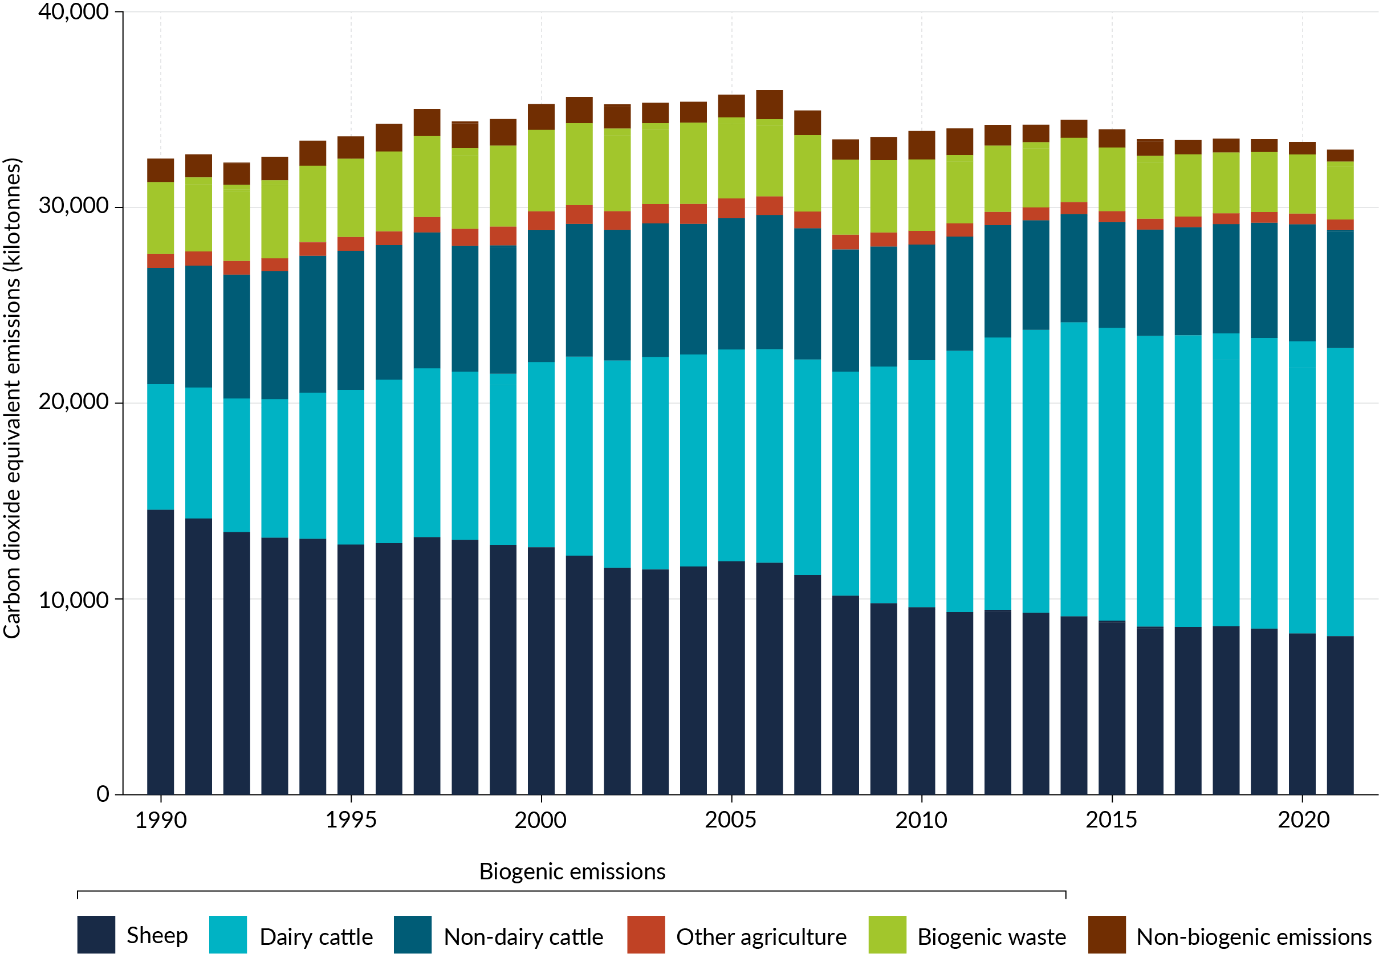 Carbon dioxide equivalent emissions (kilotonnes)
40,000
30,000
20,000
10,000
0
1990 1995 2000 2005 2010 2015 2020
Biogenic emissions
Sheep Dairy cattle Non-dairy cattle Other agriculture Biogenic waste Non-biogenic emissions